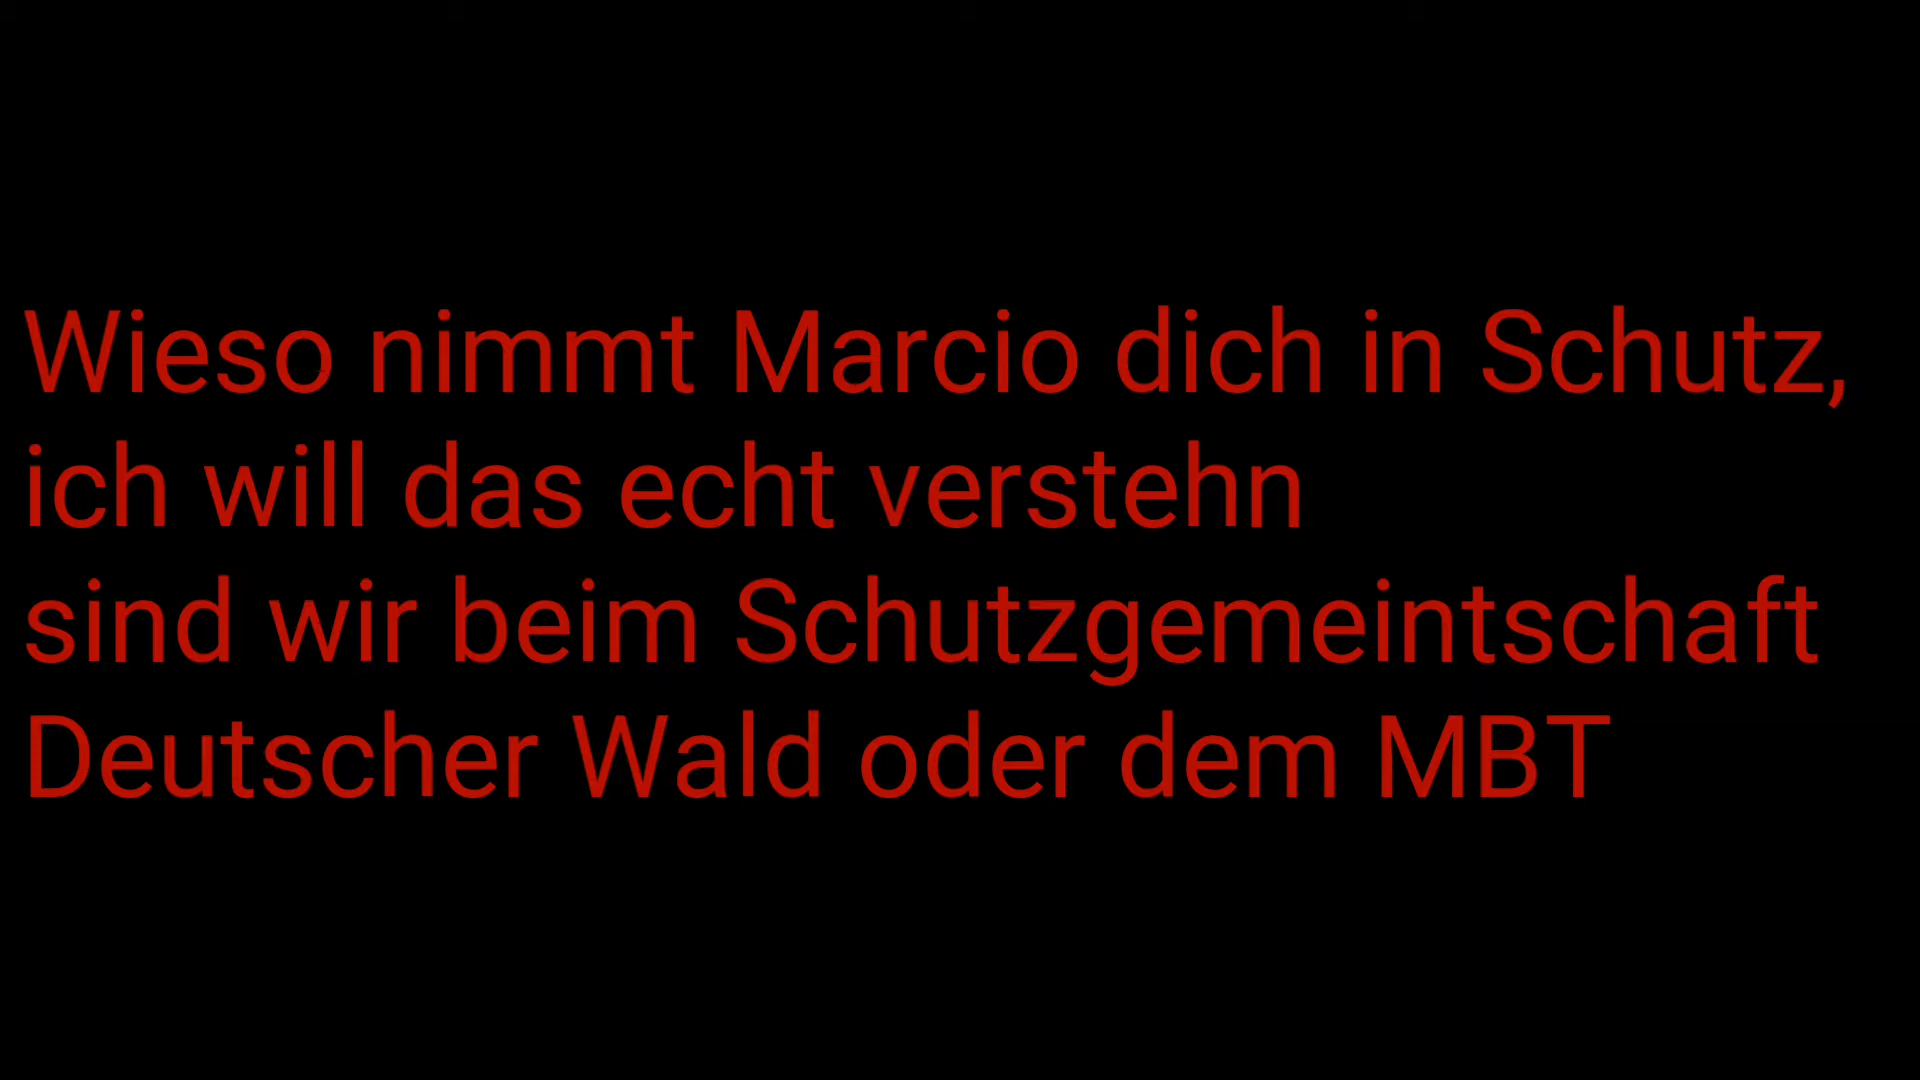 Wieso nimmt Marcio dich in Schutz,
ich will das echt verstehn
sind wir beim Schutzgemeintschaft
Deutscher Wald oder dem MBT